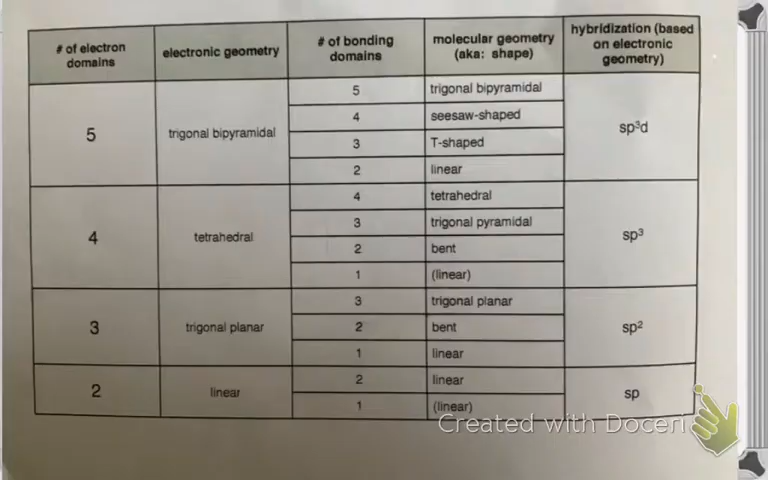 # of electron domains
electronic geometry
# of bonding domains
molecular geometry (aka: shape)
hybridization (based on electronic geometry)
5
trigonal bipyramidal
5
trigonal bipyramidal
4
seesaw-shaped
3
T-shaped
2
linear
sp³d
4
tetrahedral
4
tetrahedral
3
trigonal pyramidal
2
bent
1
(linear)
sp³
3
trigonal planar
3
trigonal planar
2
bent
1
linear
sp²
2
linear
2
linear
1
(linear)
sp
Created with Doceri